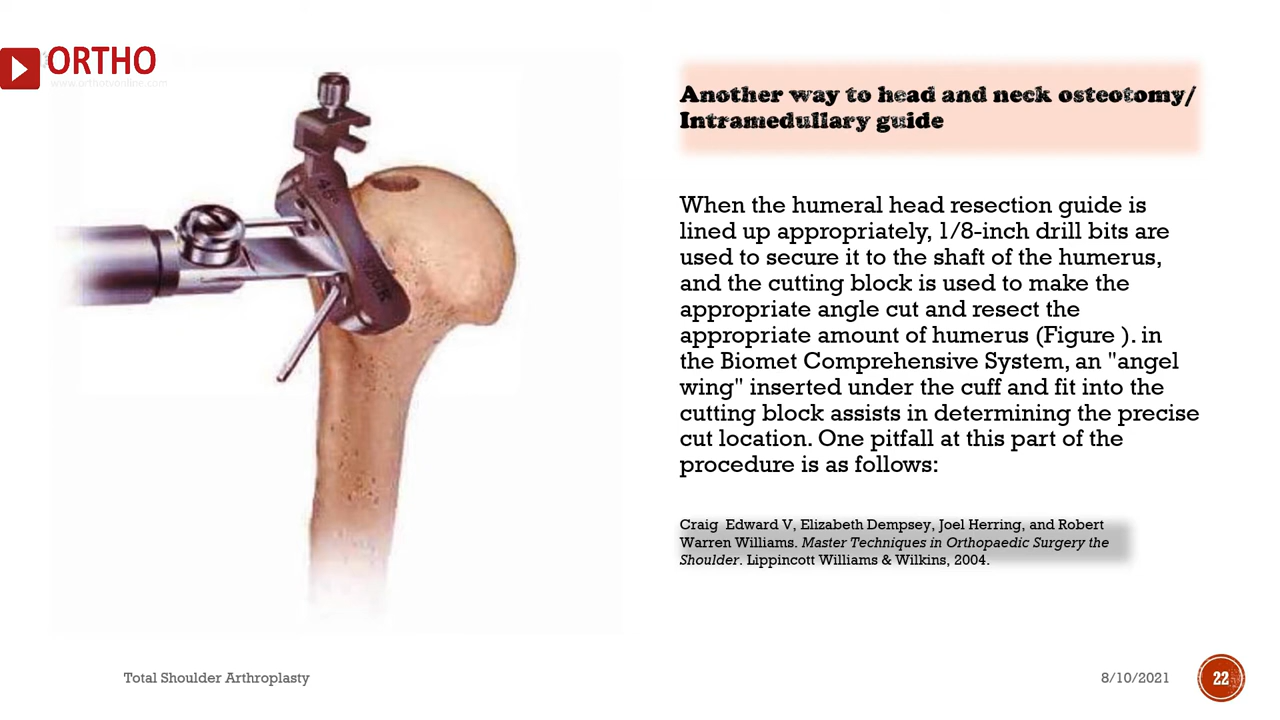 ORTHO
www.orthotvonline.com
Another way to head and neck osteotomy/
Intramedullary guide
45°
When the humeral head resection guide is
lined up appropriately, 1/8-inch drill bits are
used to secure it to the shaft of the humerus,
and the cutting block is used to make the
appropriate angle cut and resect the
appropriate amount of humerus (Figure ). in
the Biomet Comprehensive System, an "angel
wing" inserted under the cuff and fit into the
cutting block assists in determining the precise
cut location. One pitfall at this part of the
procedure is as follows:
Craig Edward V, Elizabeth Dempsey, Joel Herring, and Robert
Warren Williams. Master Techniques in Orthopaedic Surgery the
Shoulder. Lippincott Williams & Wilkins, 2004.
Total Shoulder Arthroplasty
8/10/2021
22